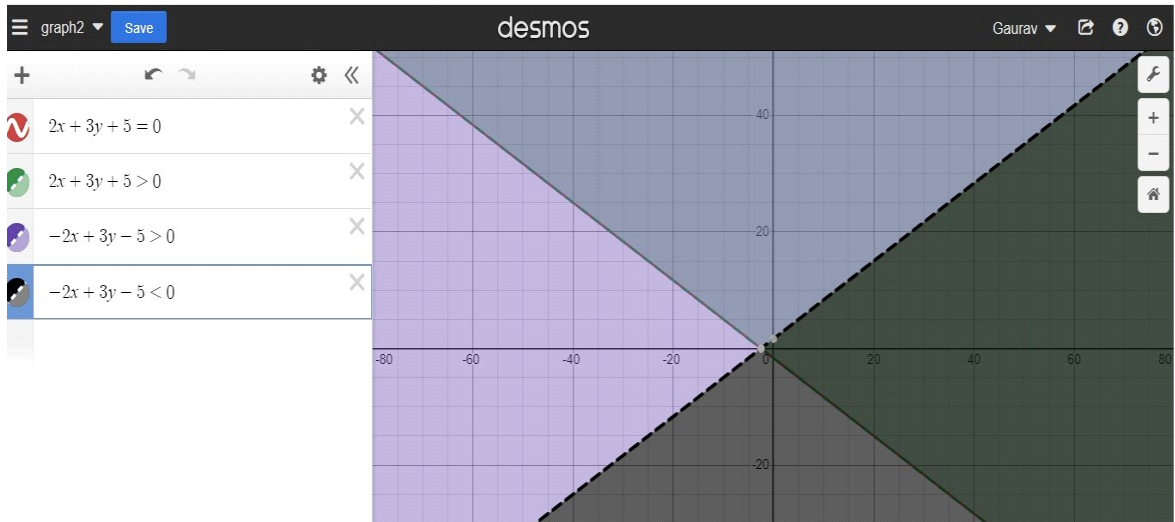 graph2 Save desmos Gaurav
2x + 3y + 5 = 0
2x + 3y + 5 > 0
−2x + 3y − 5 > 0
−2x + 3y − 5 < 0
40
20
-80 -60 -40 -20 0 20 40 60 80
-20